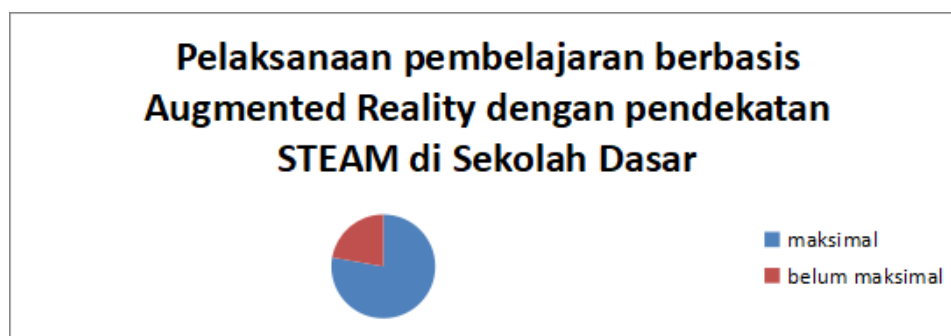 Pelaksanaan pembelajaran berbasis
Augmented Reality dengan pendekatan
STEAM di Sekolah Dasar
maksimal
belum maksimal